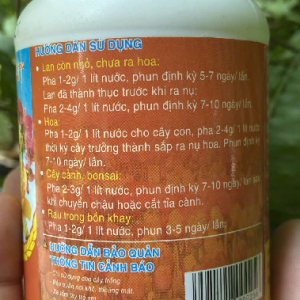 HƯỚNG DẪN SỬ DỤNG
• Lan còn ngỏ, chưa ra hoa:
Pha 1-2g/ 1 lít nước, phun định kỳ 5-7 ngày/ lần.
Lan đã thành thục trước khi ra nụ:
Pha 2-4g/ 1 lít nước, phun định kỳ 7-10 ngày/ lần.
• Hoa:
Pha 1-2g/ 1 lít nước cho cây con, pha 2-4g/ 1 lít nước
thời kỳ cây trưởng thành sắp ra nụ hoa. Phun định kỳ
7-10 ngày/ lần.
• Cây cảnh, bonsai:
Pha 2-3g/ 1 lít nước, phun định kỳ 7-10 ngày/ lần sau
khi chuyển chậu hoặc cắt tỉa cành.
• Rau trong bồn khay:
Pha 1-2g/ 1 lít nước, phun 3-5 ngày/ lần.
HƯỚNG DẪN BẢO QUẢN
THÔNG TIN CẢNH BÁO